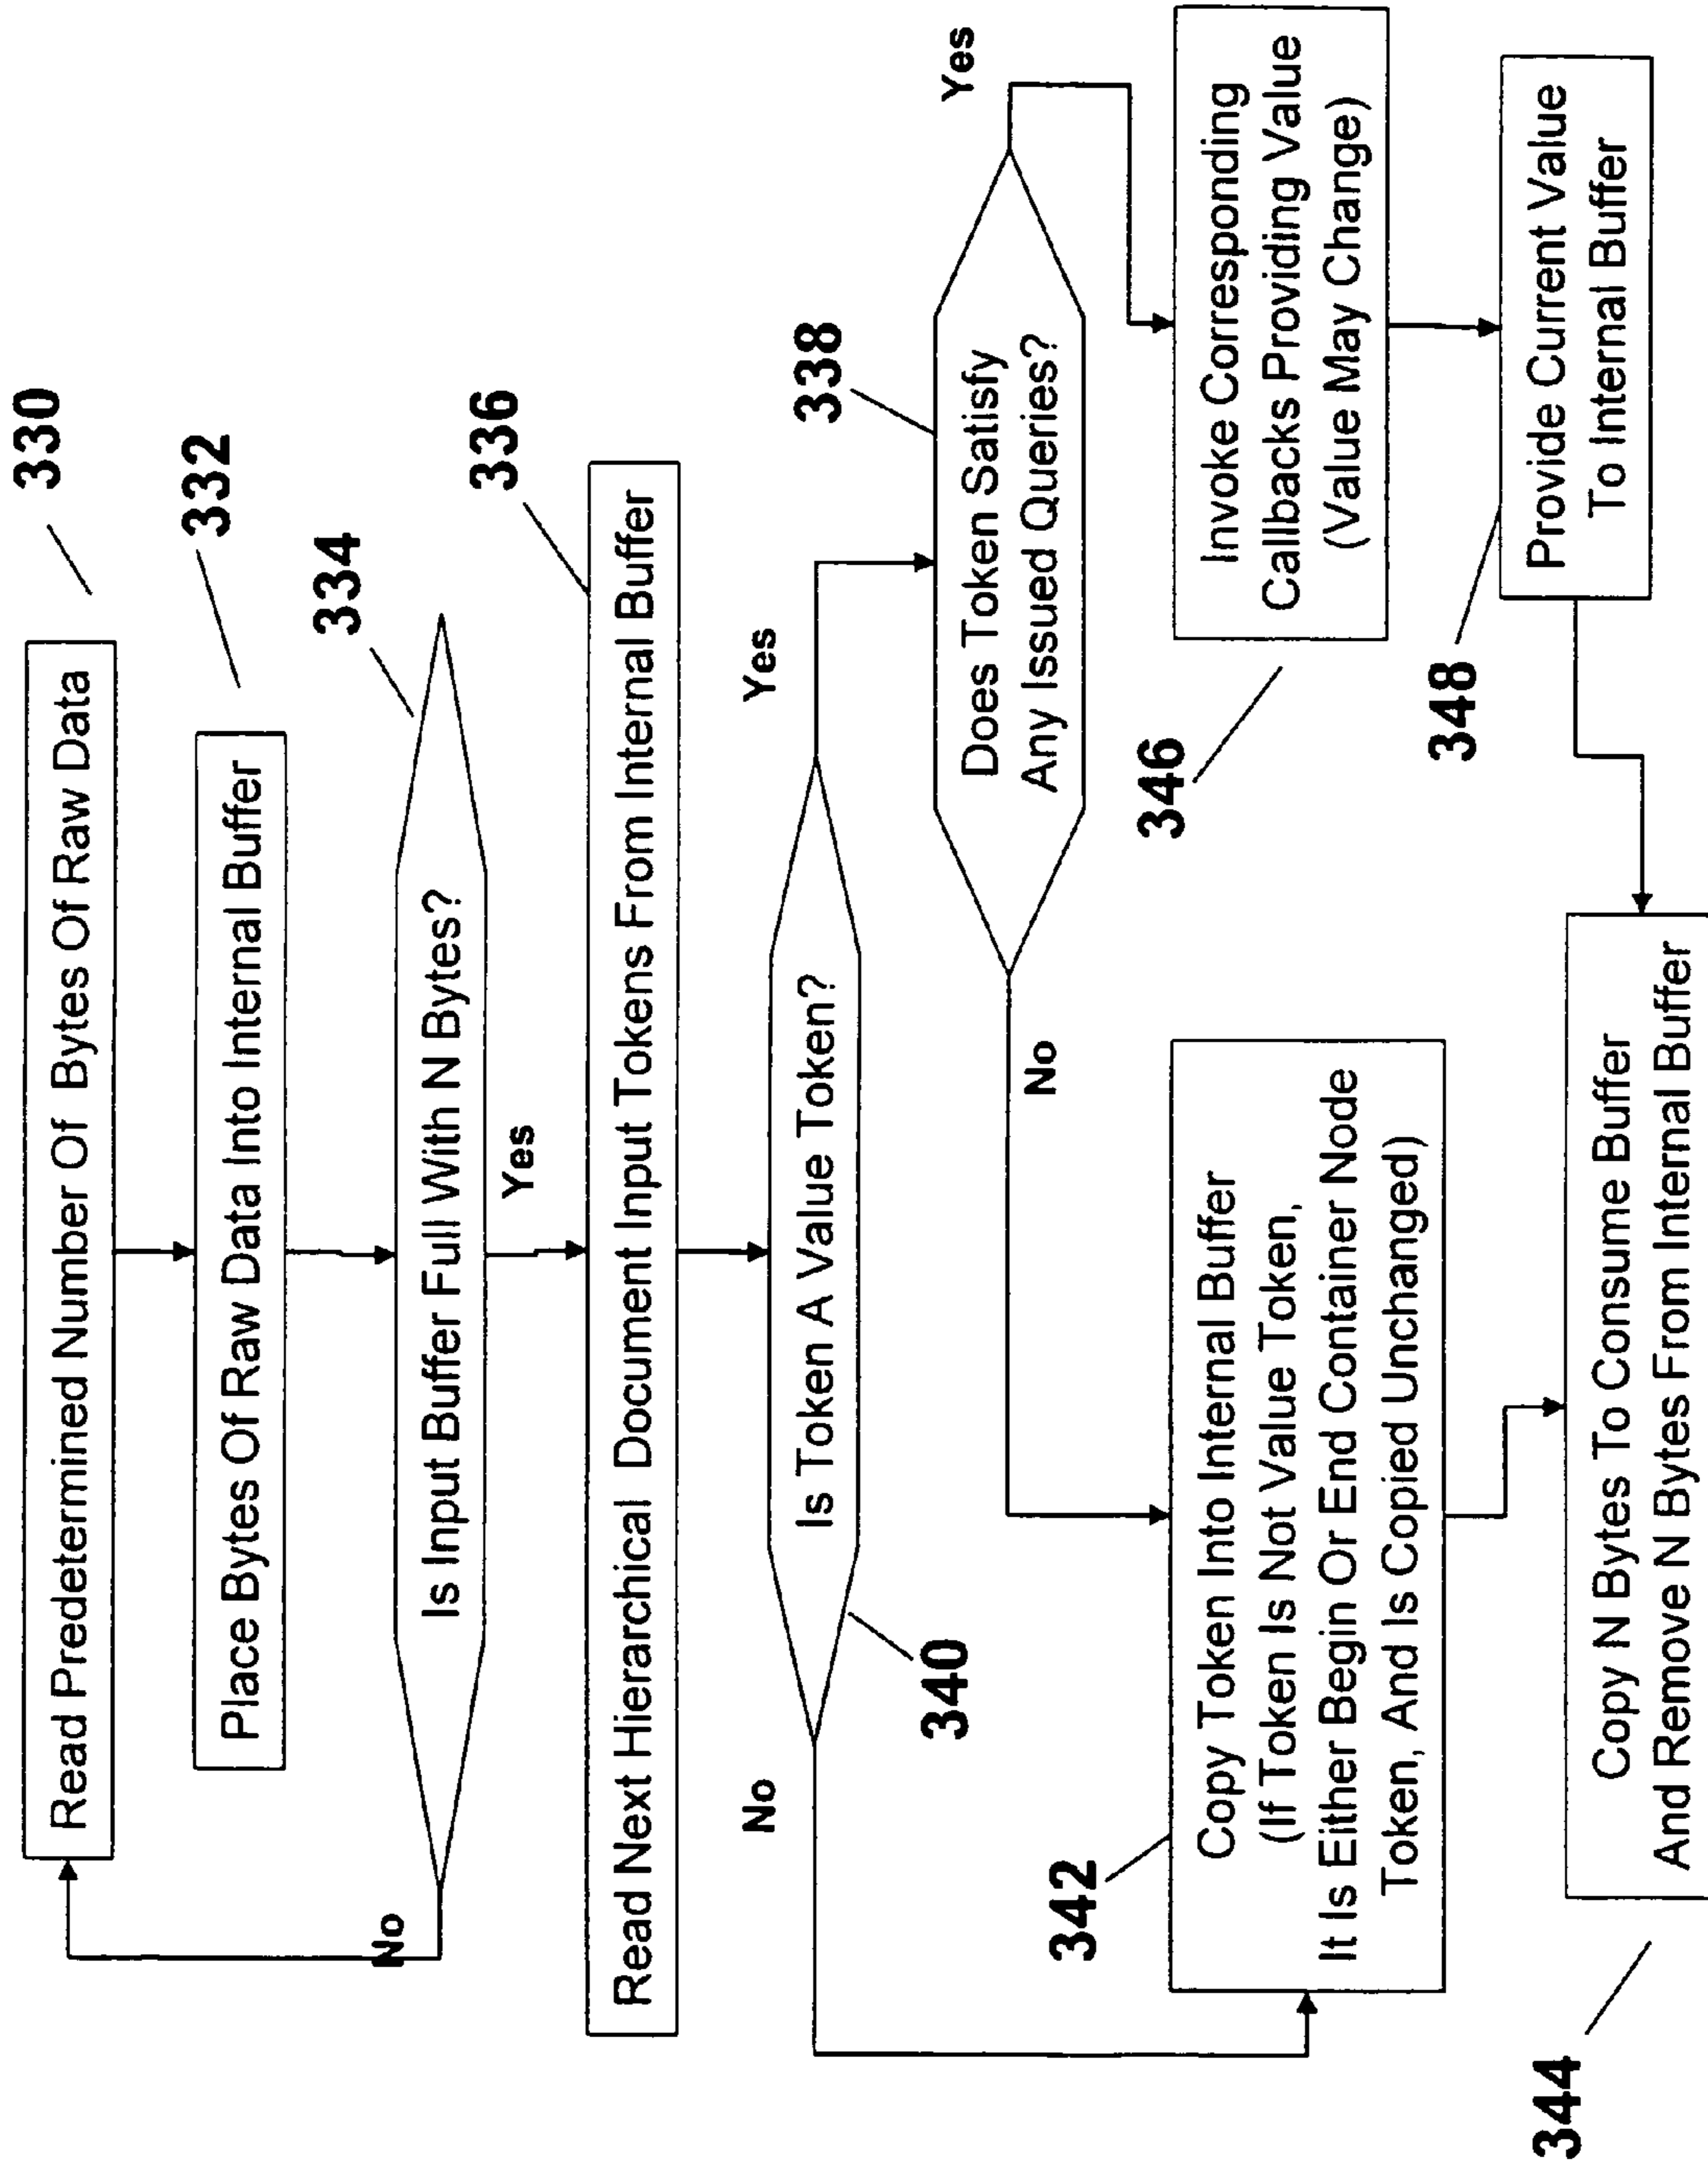 330
Read Predetermined Number Of Bytes Of Raw Data
332
Place Bytes Of Raw Data Into Internal Buffer
334
Is Input Buffer Full With N Bytes?
No
Yes
336
Read Next Hierarchical Document Input Tokens From Internal Buffer
Is Token A Value Token?
340
No
Yes
338
Does Token Satisfy
Any Issued Queries?
No
Yes
342
Copy Token Into Internal Buffer
(If Token Is Not Value Token,
It Is Either Begin Or End Container Node
Token, And Is Copied Unchanged)
346
Invoke Corresponding
Callbacks Providing Value
(Value May Change)
348
Provide Current Value
To Internal Buffer
344
Copy N Bytes To Consume Buffer
And Remove N Bytes From Internal Buffer